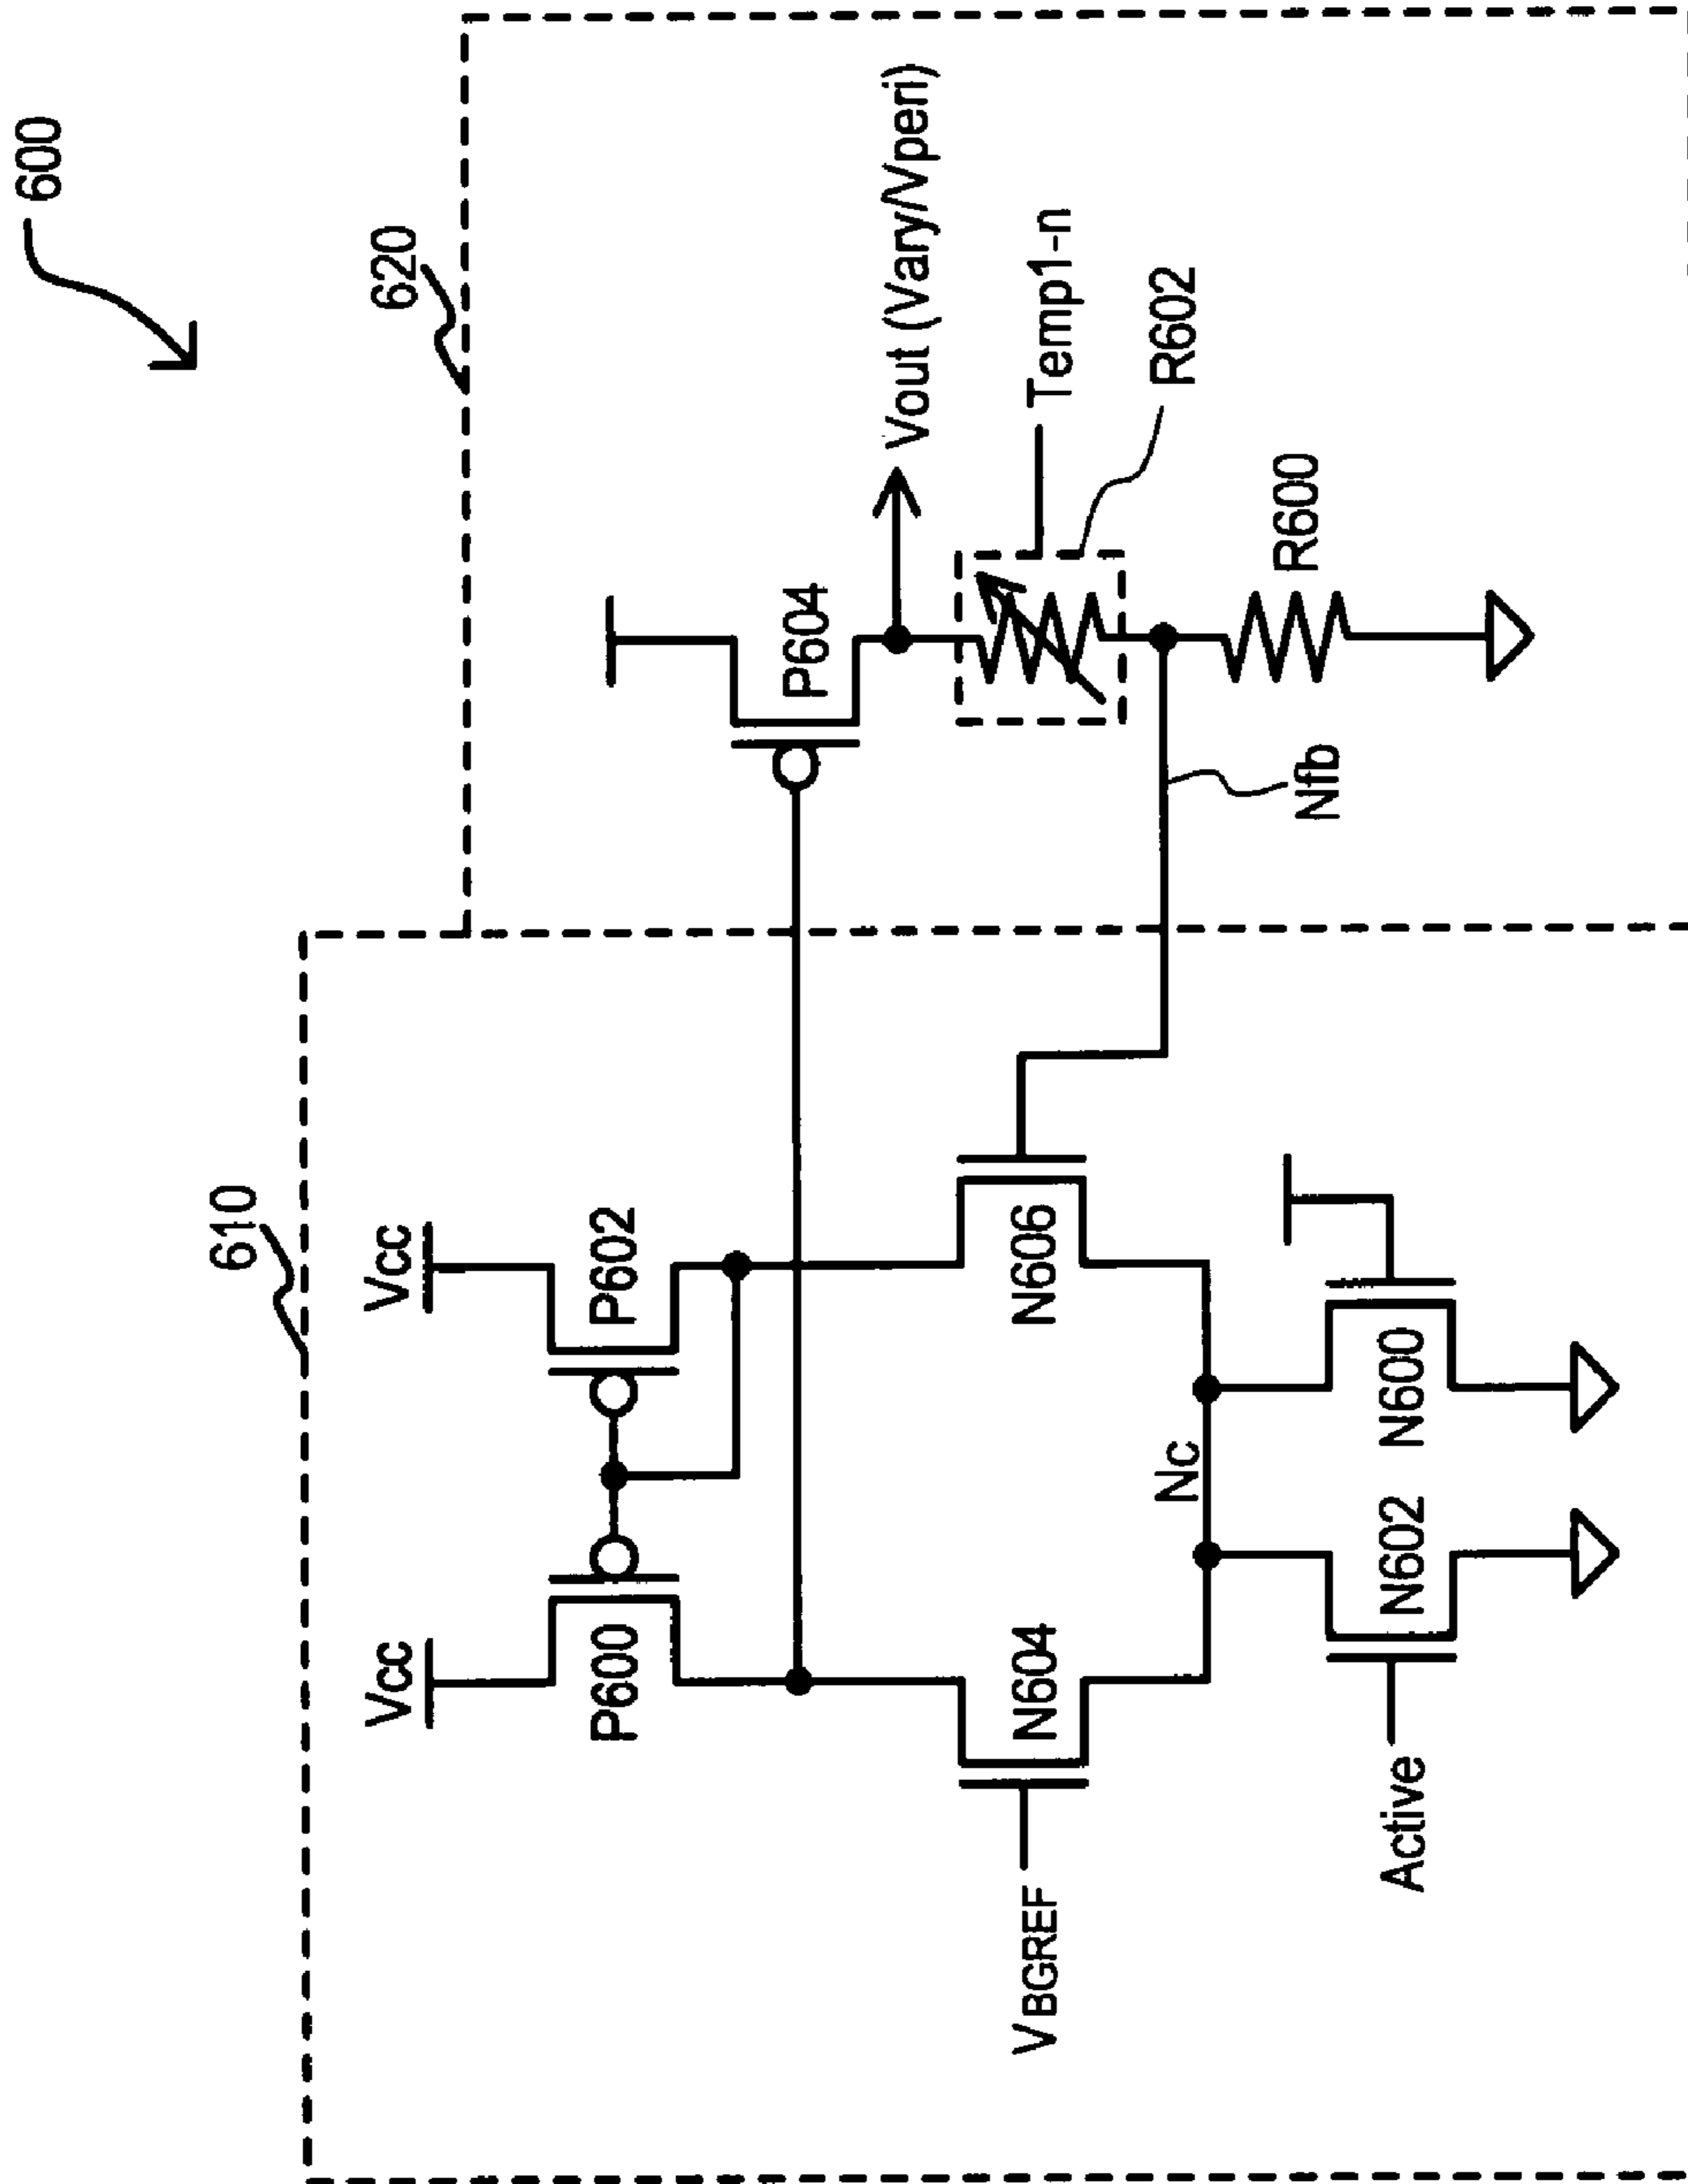 600
610
620
Vcc
Vcc
P600
P602
P604
Vout (Vary/Vperi)
Temp1-n
R602
VBGREF
N604
N606
Nc
Nfb
R600
Active
N602
N600